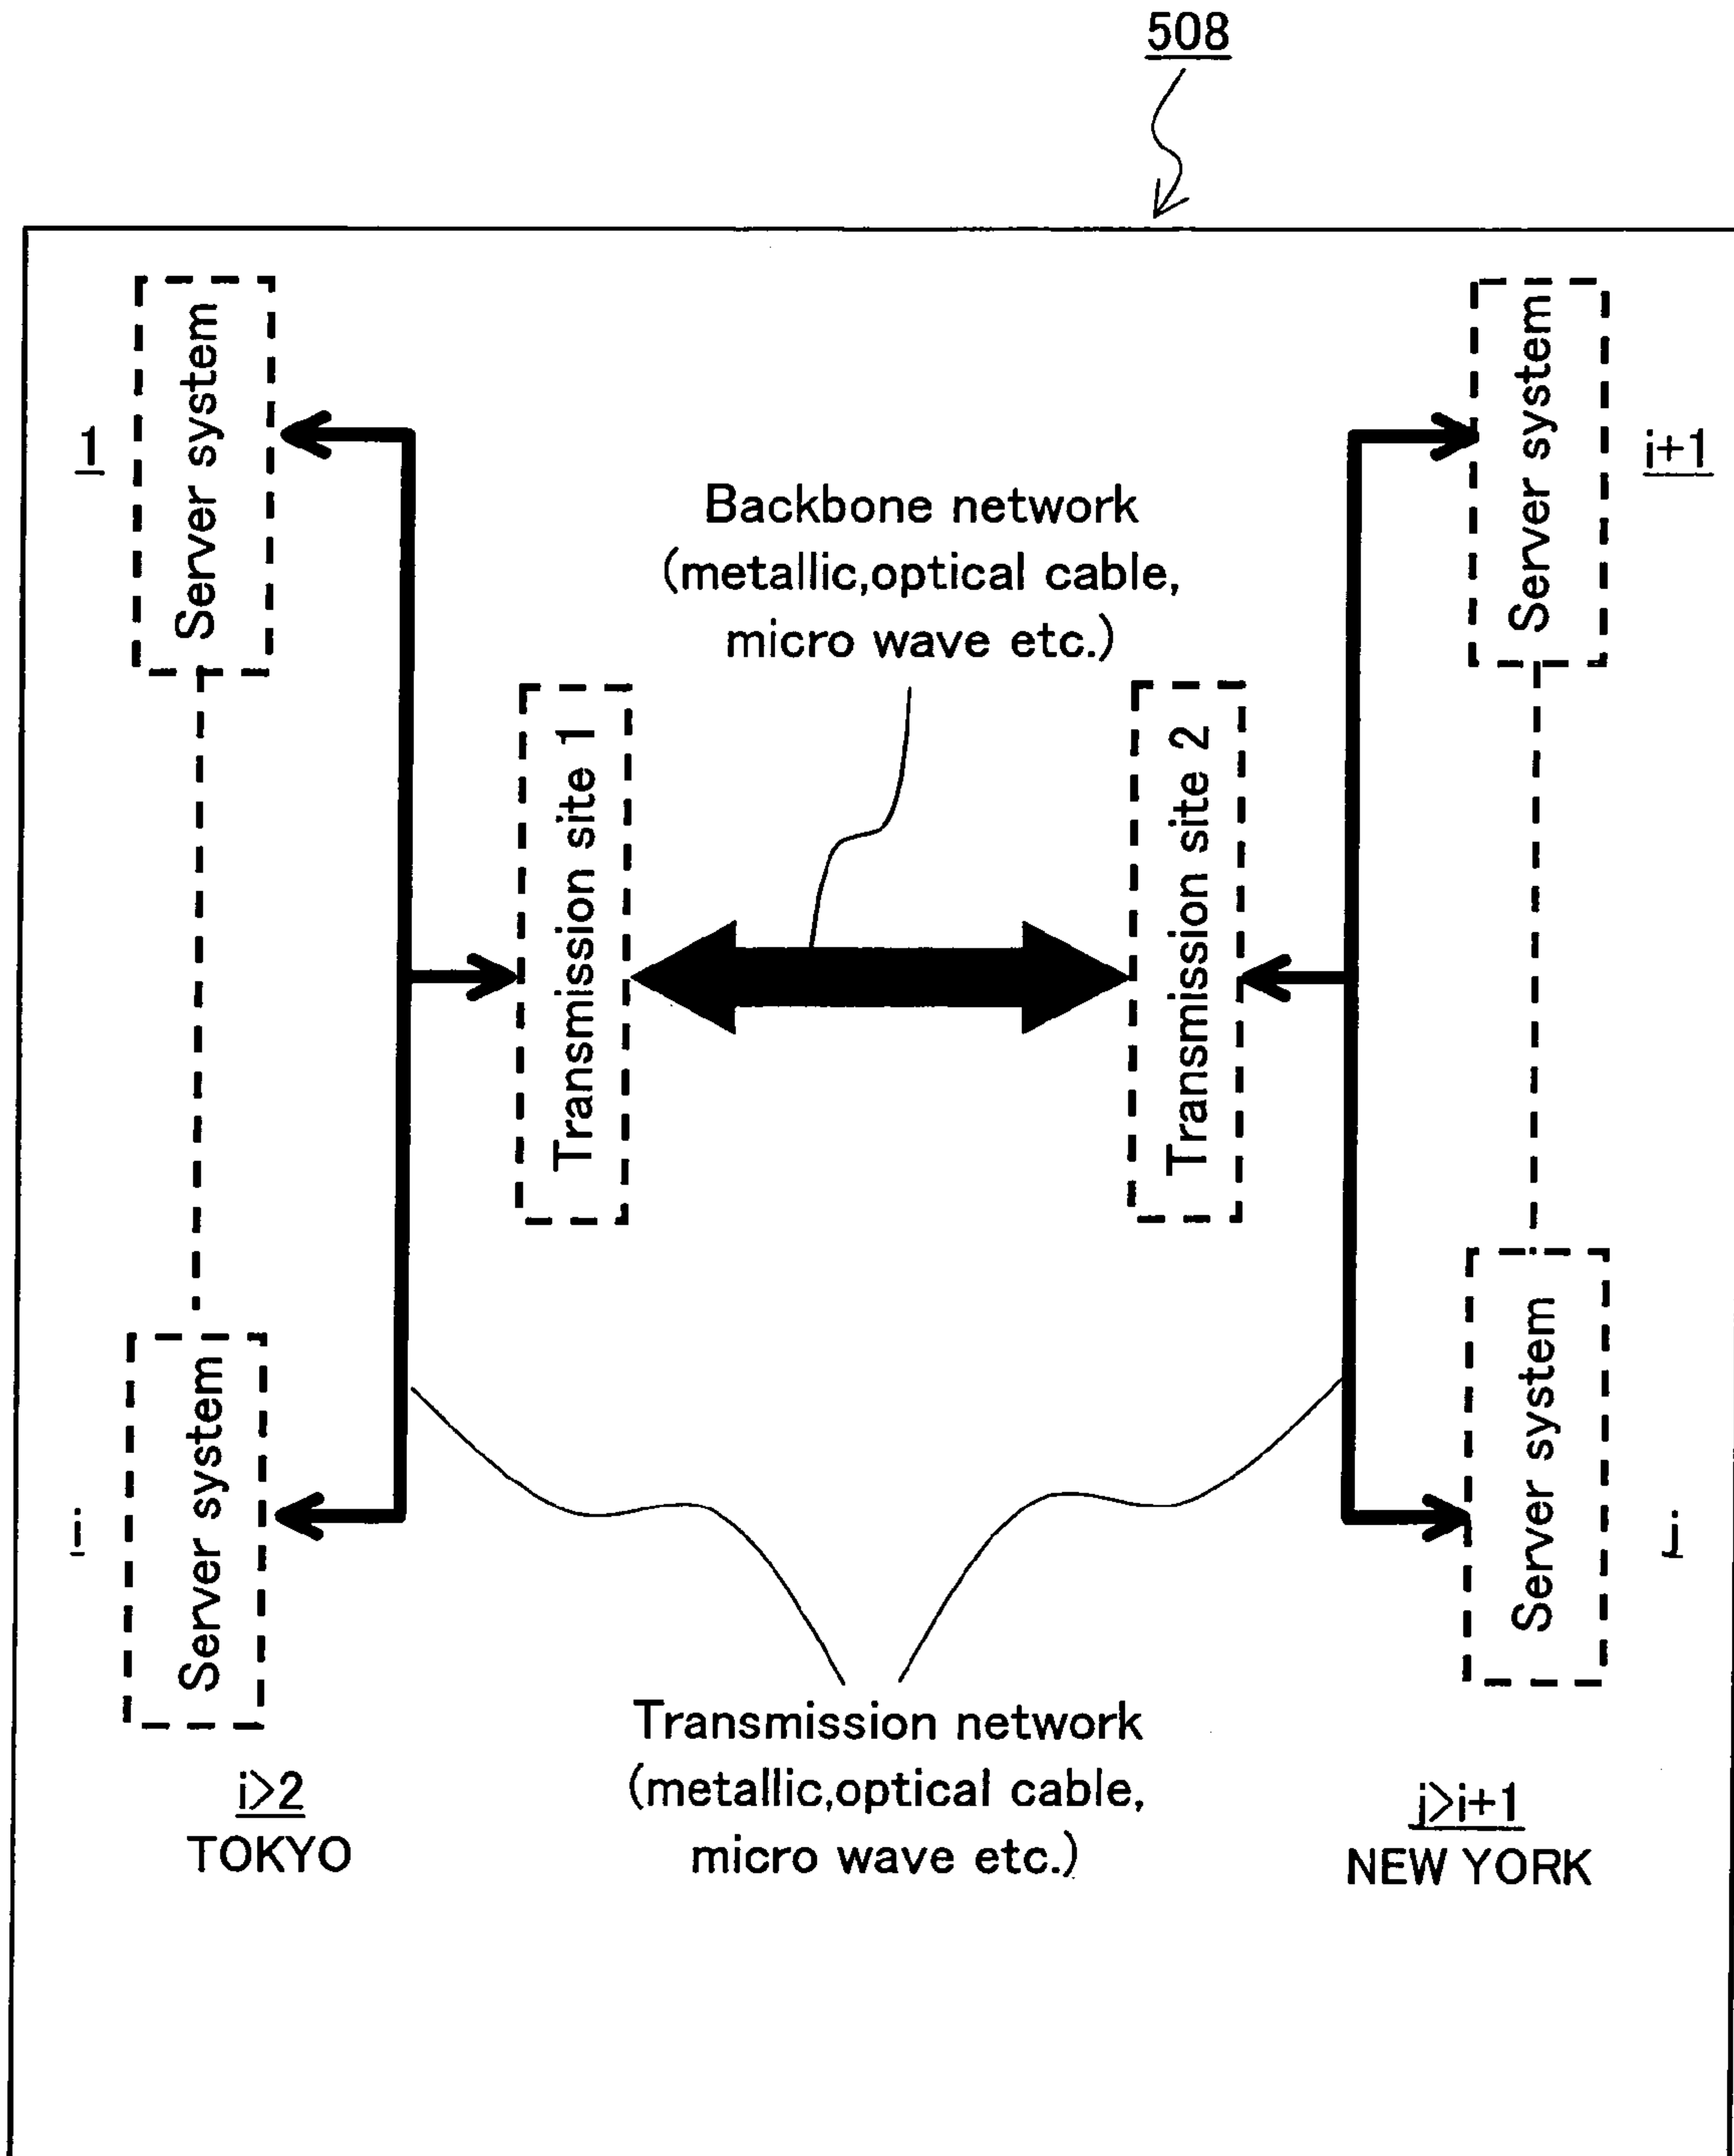 508
1
Server system
Server system
i+1
Backbone network
(metallic,optical cable,
micro wave etc.)
Transmission site 1
Transmission site 2
i
Server system
Server system
j
Transmission network
(metallic,optical cable,
micro wave etc.)
i>2
TOKYO
j>i+1
NEW YORK